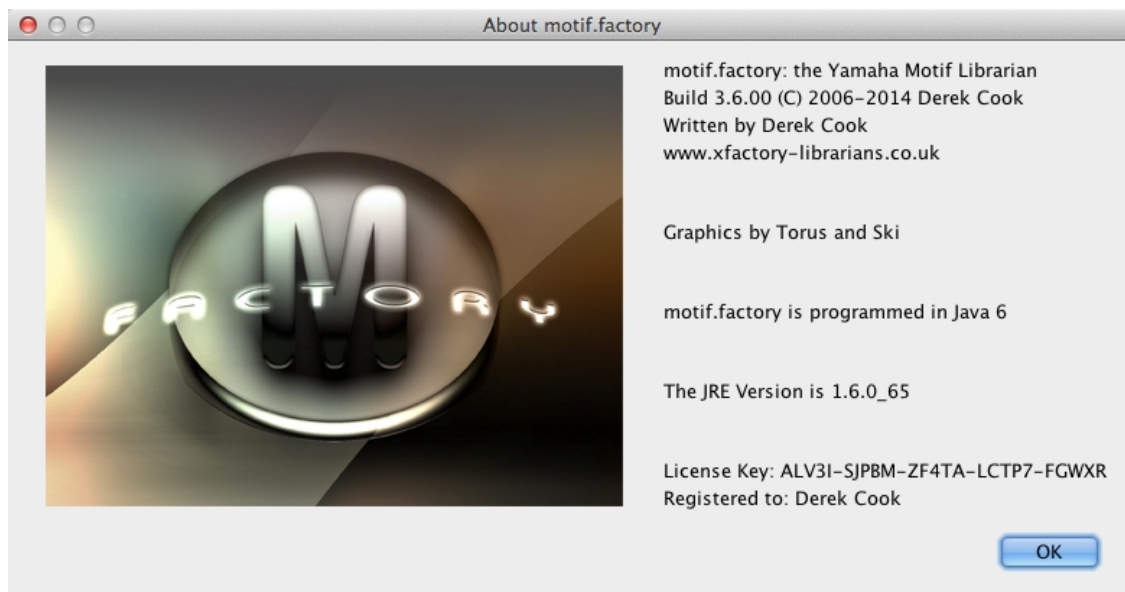 About motif.factory
M
FACTORY
motif.factory: the Yamaha Motif Librarian
Build 3.6.00 (C) 2006-2014 Derek Cook
Written by Derek Cook
www.xfactory-librarians.co.uk
Graphics by Torus and Ski
motif.factory is programmed in Java 6
The JRE Version is 1.6.0_65
License Key: ALV3I-SJPBM-ZF4TA-LCTP7-FGWXR
Registered to: Derek Cook
OK